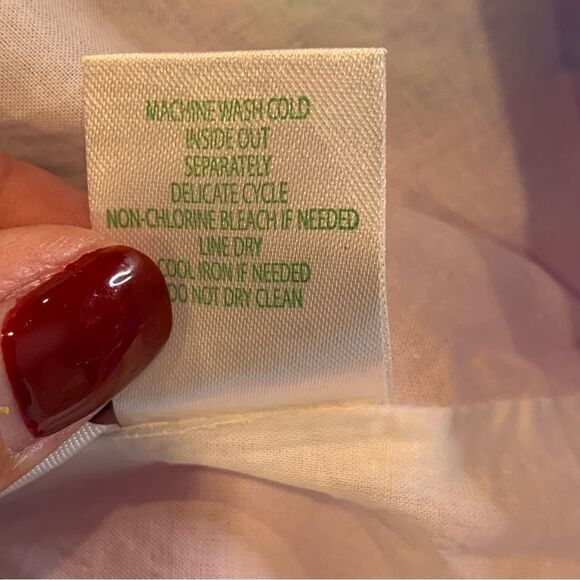 MACHINE WASH COLD
INSIDE OUT
SEPARATELY
DELICATE CYCLE
NON-CHLORINE BLEACH IF NEEDED
LINE DRY
COOL IRON IF NEEDED
DO NOT DRY CLEAN